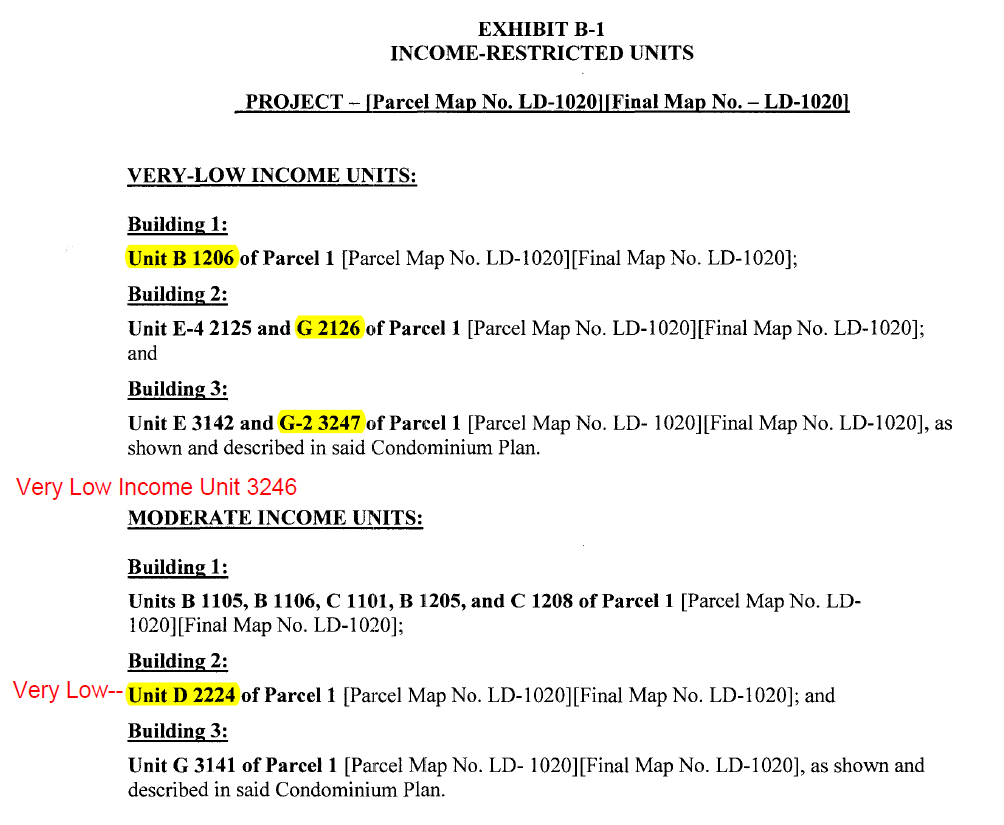 EXHIBIT B-1
INCOME-RESTRICTED UNITS
PROJECT – [Parcel Map No. LD-1020][Final Map No. – LD-1020]
VERY-LOW INCOME UNITS:
Building 1:
Unit B 1206 of Parcel 1 [Parcel Map No. LD-1020][Final Map No. LD-1020];
Building 2:
Unit E-4 2125 and G 2126 of Parcel 1 [Parcel Map No. LD-1020][Final Map No. LD-1020];
and
Building 3:
Unit E 3142 and G-2 3247 of Parcel 1 [Parcel Map No. LD- 1020][Final Map No. LD-1020], as
shown and described in said Condominium Plan.
Very Low Income Unit 3246
MODERATE INCOME UNITS:
Building 1:
Units B 1105, B 1106, C 1101, B 1205, and C 1208 of Parcel 1 [Parcel Map No. LD-
1020][Final Map No. LD-1020];
Building 2:
Very Low-- Unit D 2224 of Parcel 1 [Parcel Map No. LD-1020][Final Map No. LD-1020]; and
Building 3:
Unit G 3141 of Parcel 1 [Parcel Map No. LD- 1020][Final Map No. LD-1020], as shown and
described in said Condominium Plan.